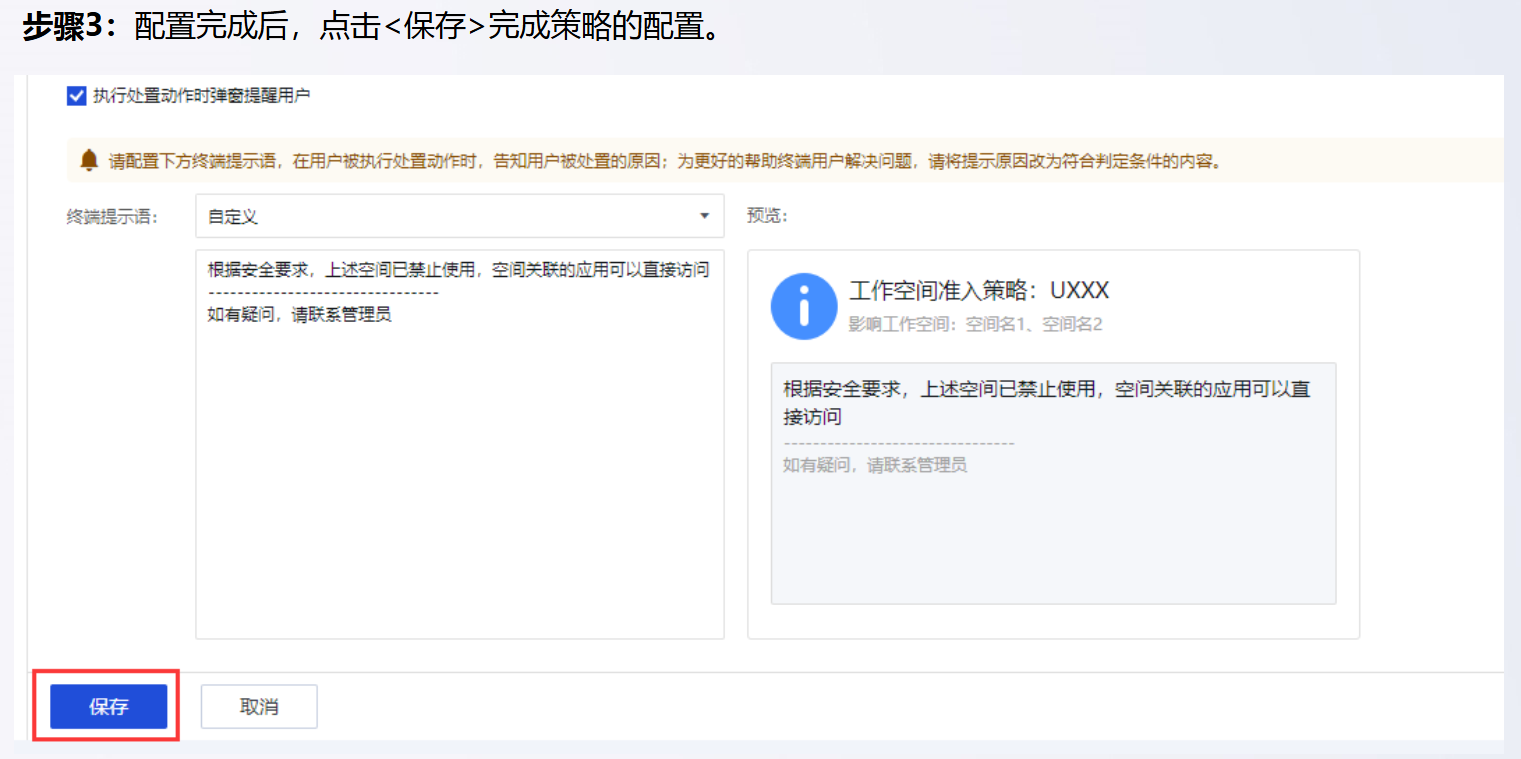 步骤3：配置完成后，点击<保存>完成策略的配置。
执行处置动作时弹窗提醒用户
请配置下方终端提示语，在用户被执行处置动作时，告知用户被处置的原因；为更好的帮助终端用户解决问题，请将提示原因改为符合判定条件的内容。
终端提示语：
自定义
预览：
根据安全要求，上述空间已禁止使用，空间关联的应用可以直接访问
--------------------------------
如有疑问，请联系管理员
工作空间准入策略：UXXX
影响工作空间：空间名1、空间名2
根据安全要求，上述空间已禁止使用，空间关联的应用可以直
接访问
--------------------------------
如有疑问，请联系管理员
保存
取消